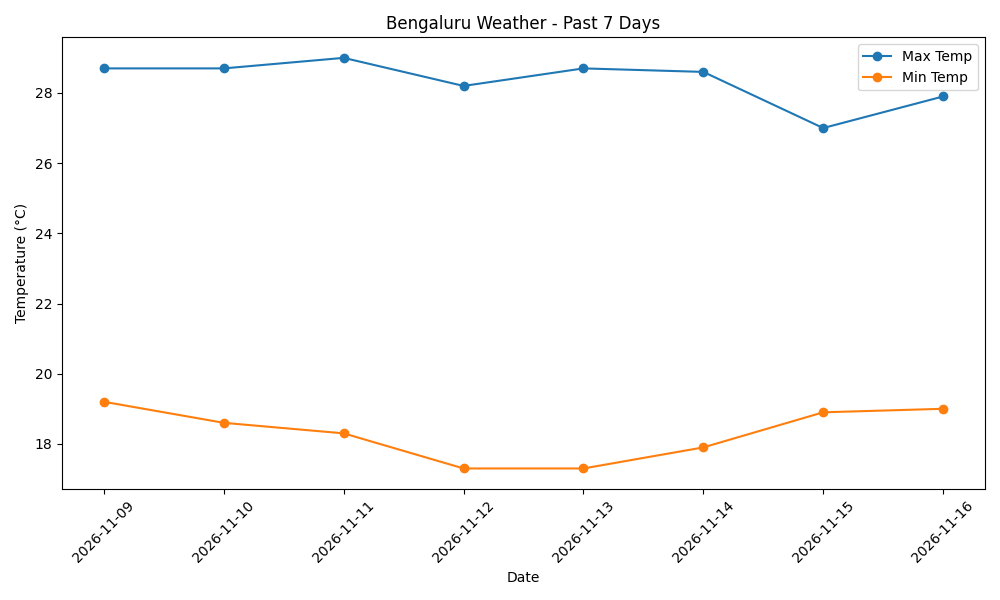 Bengaluru Weather - Past 7 Days
Max Temp
Min Temp
Temperature (°C)
28
26
24
22
20
18
2026-11-09
2026-11-10
2026-11-11
2026-11-12
2026-11-13
2026-11-14
2026-11-15
2026-11-16
Date